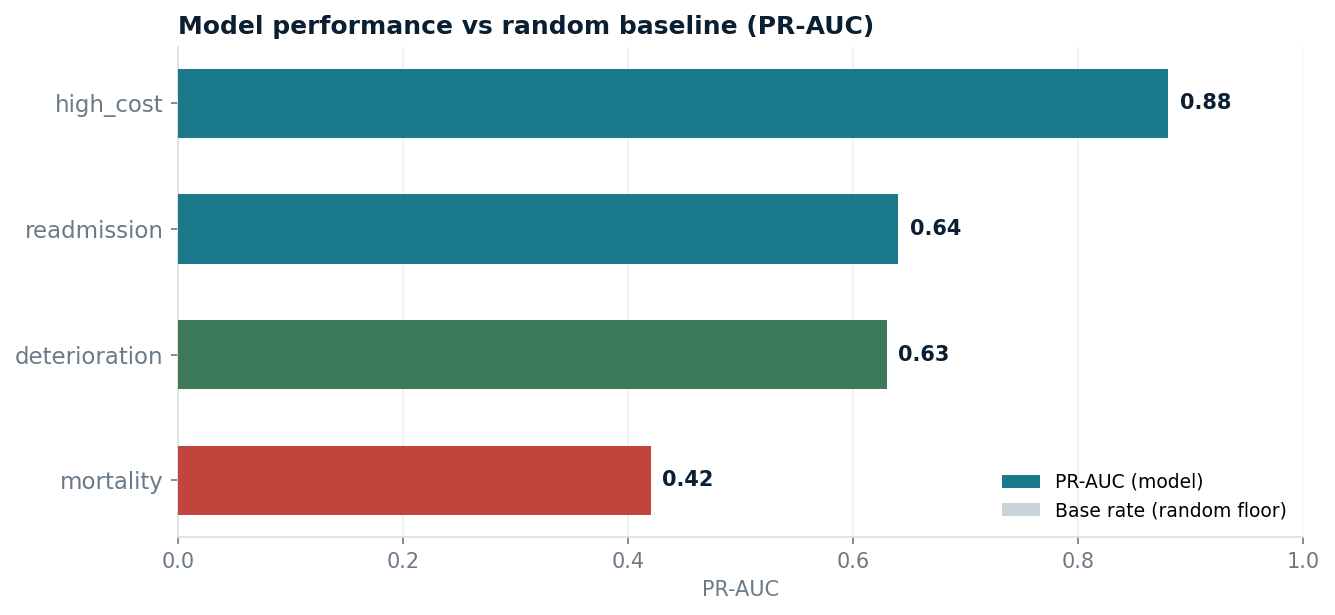 Model performance vs random baseline (PR-AUC)
high_cost
0.88
readmission
0.64
deterioration
0.63
mortality
0.42
PR-AUC (model)
Base rate (random floor)
0.0 0.2 0.4 0.6 0.8 1.0
PR-AUC